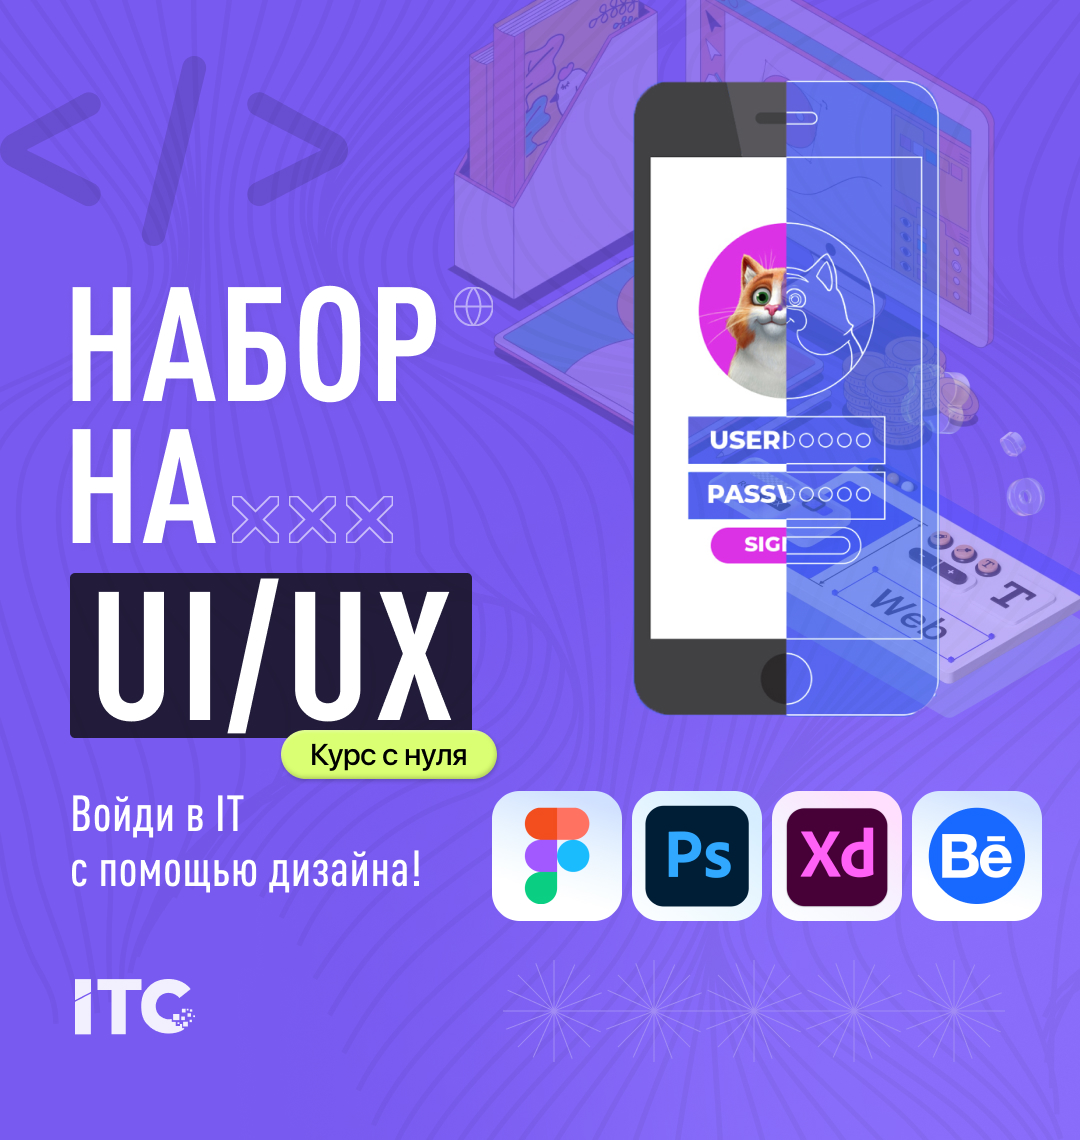 НАБОР
НА
UI/UX
Курс с нуля
Войди в IT
с помощью дизайна!
USER
PASS
SIG
Web
T
Ps
Xd
Bē
ITC